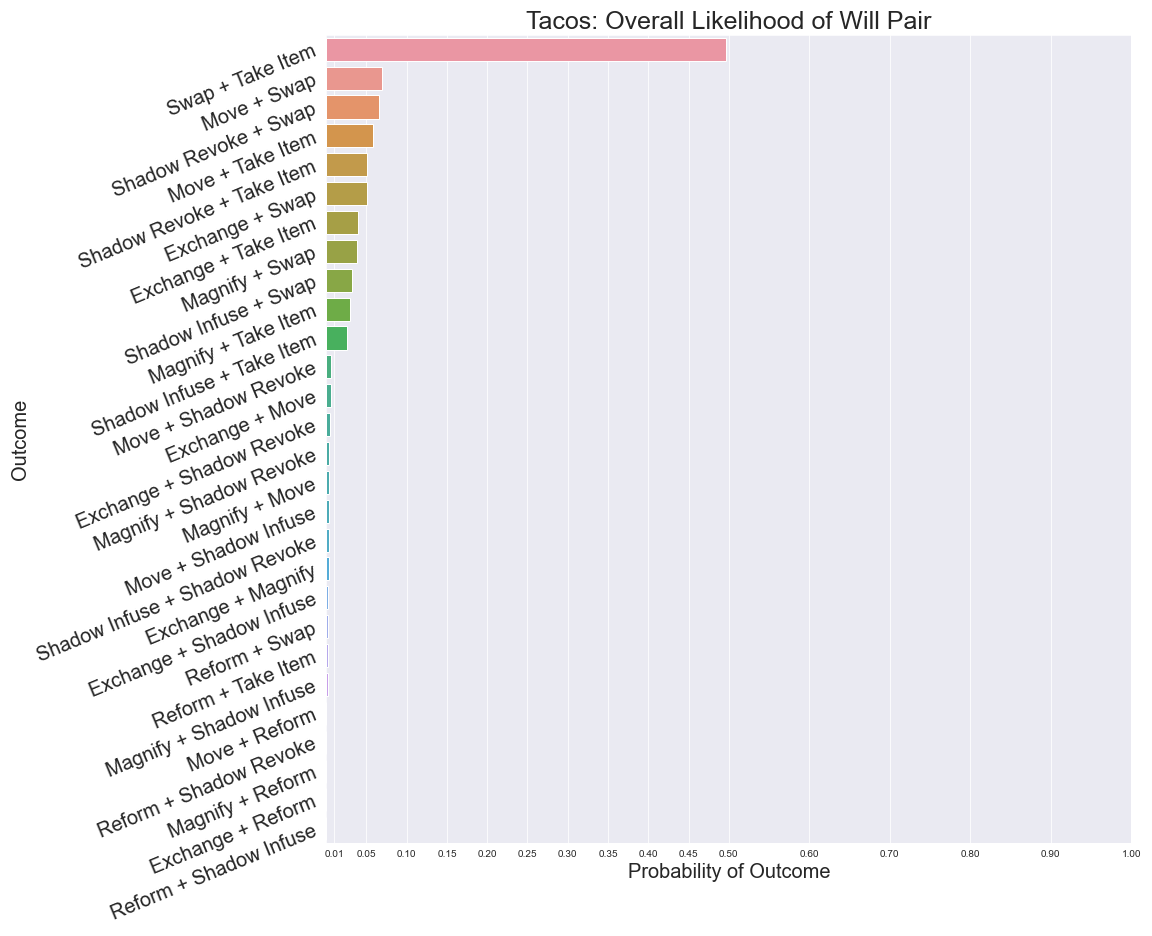 Tacos: Overall Likelihood of Will Pair
Swap + Take Item
Move + Swap
Shadow Revoke + Swap
Move + Take Item
Shadow Revoke + Take Item
Exchange + Swap
Exchange + Take Item
Magnify + Swap
Shadow Infuse + Swap
Magnify + Take Item
Shadow Infuse + Take Item
Move + Shadow Revoke
Exchange + Move
Exchange + Shadow Revoke
Magnify + Shadow Revoke
Magnify + Move
Move + Shadow Infuse
Shadow Infuse + Shadow Revoke
Exchange + Magnify
Exchange + Shadow Infuse
Reform + Swap
Reform + Take Item
Magnify + Shadow Infuse
Move + Reform
Reform + Shadow Revoke
Magnify + Reform
Exchange + Reform
Reform + Shadow Infuse
Outcome
0.01 0.05 0.10 0.15 0.20 0.25 0.30 0.35 0.40 0.45 0.50 0.60 0.70 0.80 0.90 1.00
Probability of Outcome